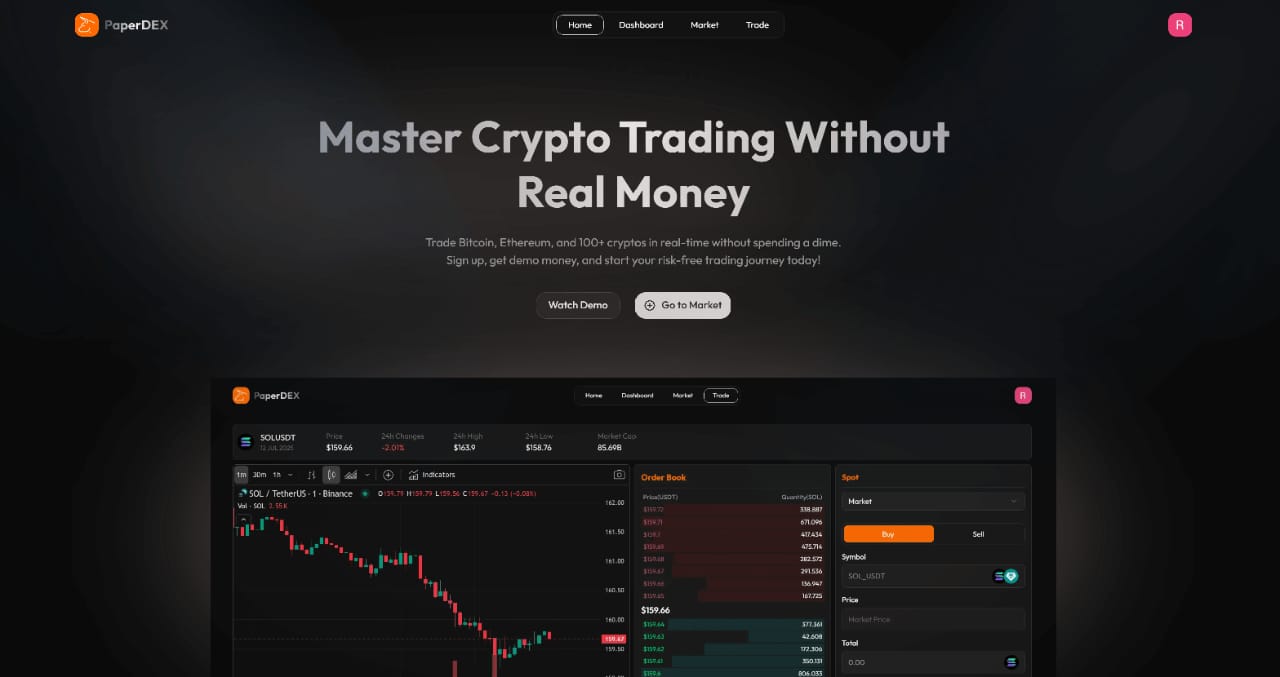 PaperDEX
Home Dashboard Market Trade
R
Master Crypto Trading Without
Real Money
Trade Bitcoin, Ethereum, and 100+ cryptos in real-time without spending a dime.
Sign up, get demo money, and start your risk-free trading journey today!
Watch Demo Go to Market
PaperDEX
Home Dashboard Market Trade
R
SOLUSDT Price 24h Changes 24h High 24h Low Market Cap
12 JUL 2025 $159.66 -2.01% $163.9 $158.76 85.69B
1m 30m 1h Indicators
SOL / TetherUS · 1 · Binance O159.79 H159.79 L159.56 C159.67 -0.13 (-0.08%)
Vol · SOL 2.55K
162.00
161.50
161.00
160.50
160.00
159.67
159.50
Order Book
Price(USDT) Quantity(SOL)
$159.72 338.887
$159.71 671.096
$159.7 417.434
$159.69 475.714
$159.68 282.572
$159.67 291.536
$159.66 136.947
$159.65 167.725
$159.66
$159.64 377.361
$159.63 42.608
$159.62 172.306
$159.61 350.131
$159.6 806.033
Spot
Market
Buy Sell
Symbol
SOL_USDT
Price
Market Price
Total
0.00